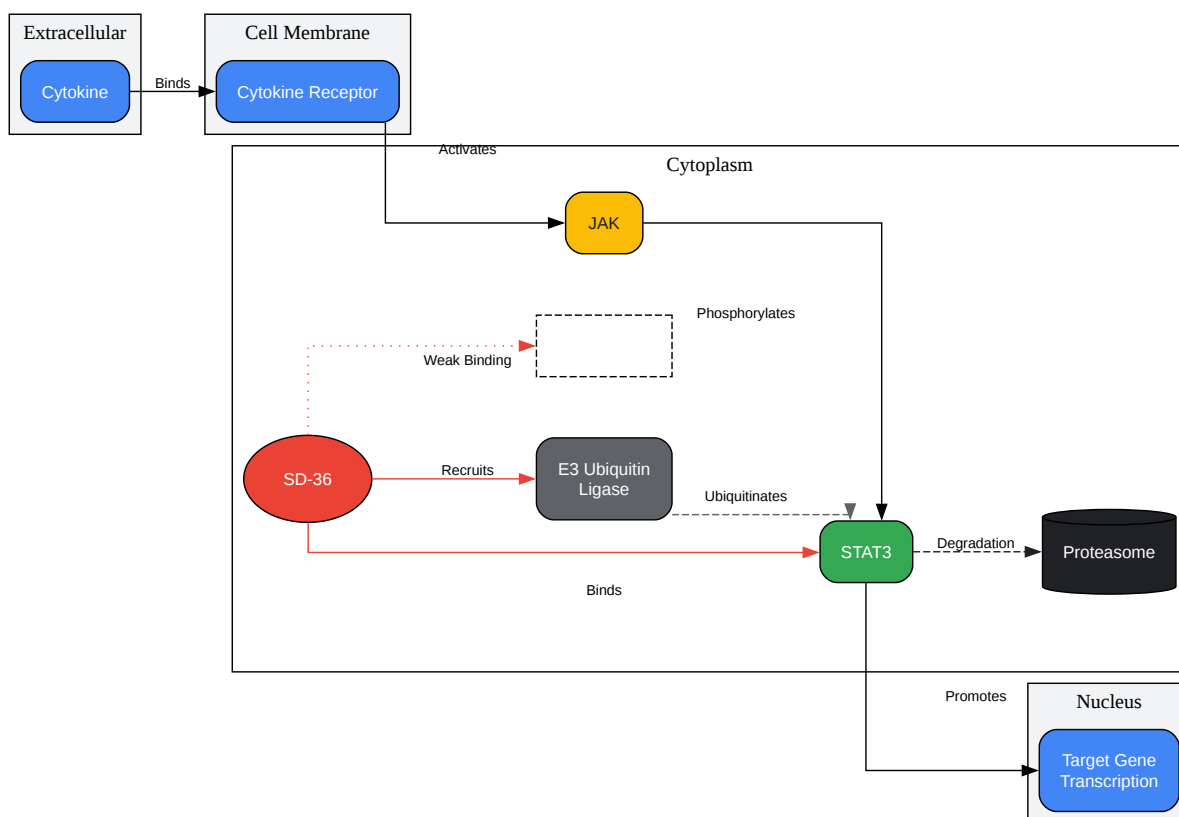 Extracellular
Cell Membrane
Cytokine
Binds
Cytokine Receptor
Activates
Cytoplasm
JAK
Phosphorylates
Weak Binding
SD-36
Recruits
E3 Ubiquitin
Ligase
Ubiquitinates
STAT3
Degradation
Proteasome
Binds
Promotes
Nucleus
Target Gene
Transcription